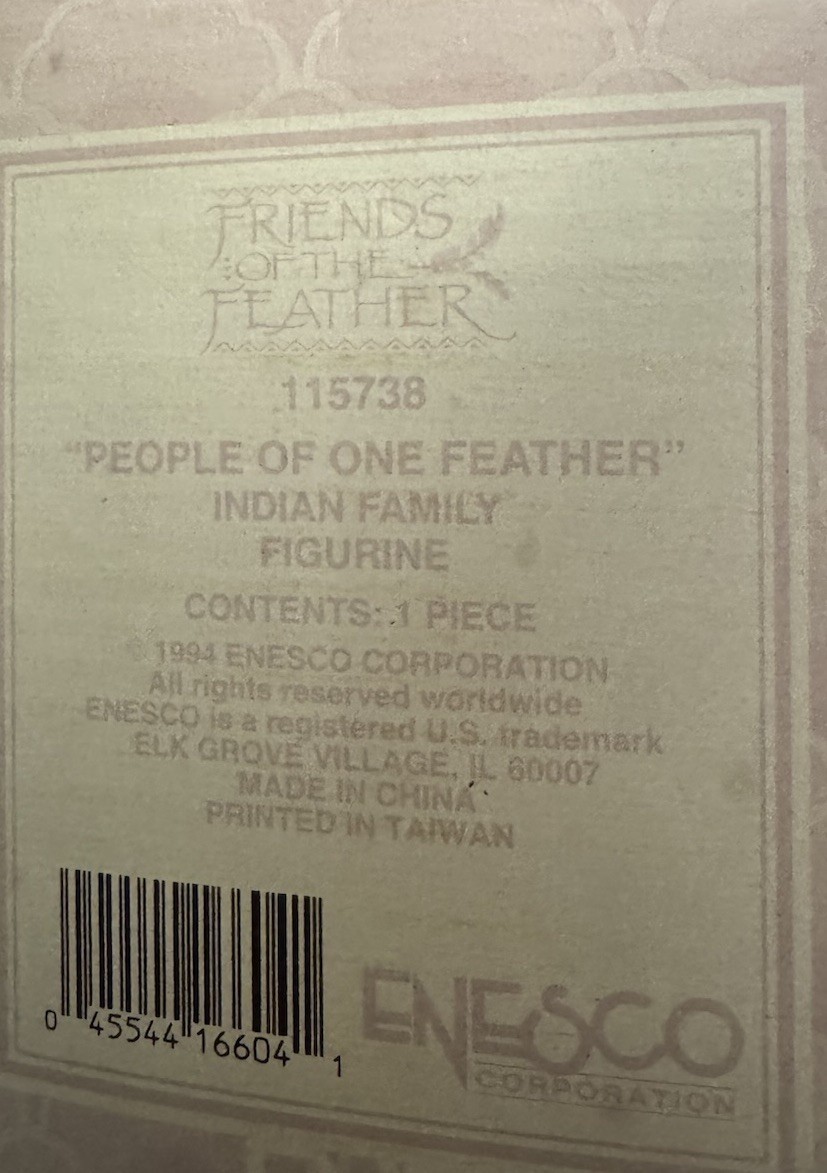 FRIENDS
OF THE
FEATHER
115738
"PEOPLE OF ONE FEATHER"
INDIAN FAMILY
FIGURINE
CONTENTS: 1 PIECE
© 1994 ENESCO CORPORATION
All rights reserved worldwide
ENESCO is a registered U.S. trademark
ELK GROVE VILLAGE, IL 60007
MADE IN CHINA
PRINTED IN TAIWAN
0 45544 16604 1
ENESCO
CORPORATION